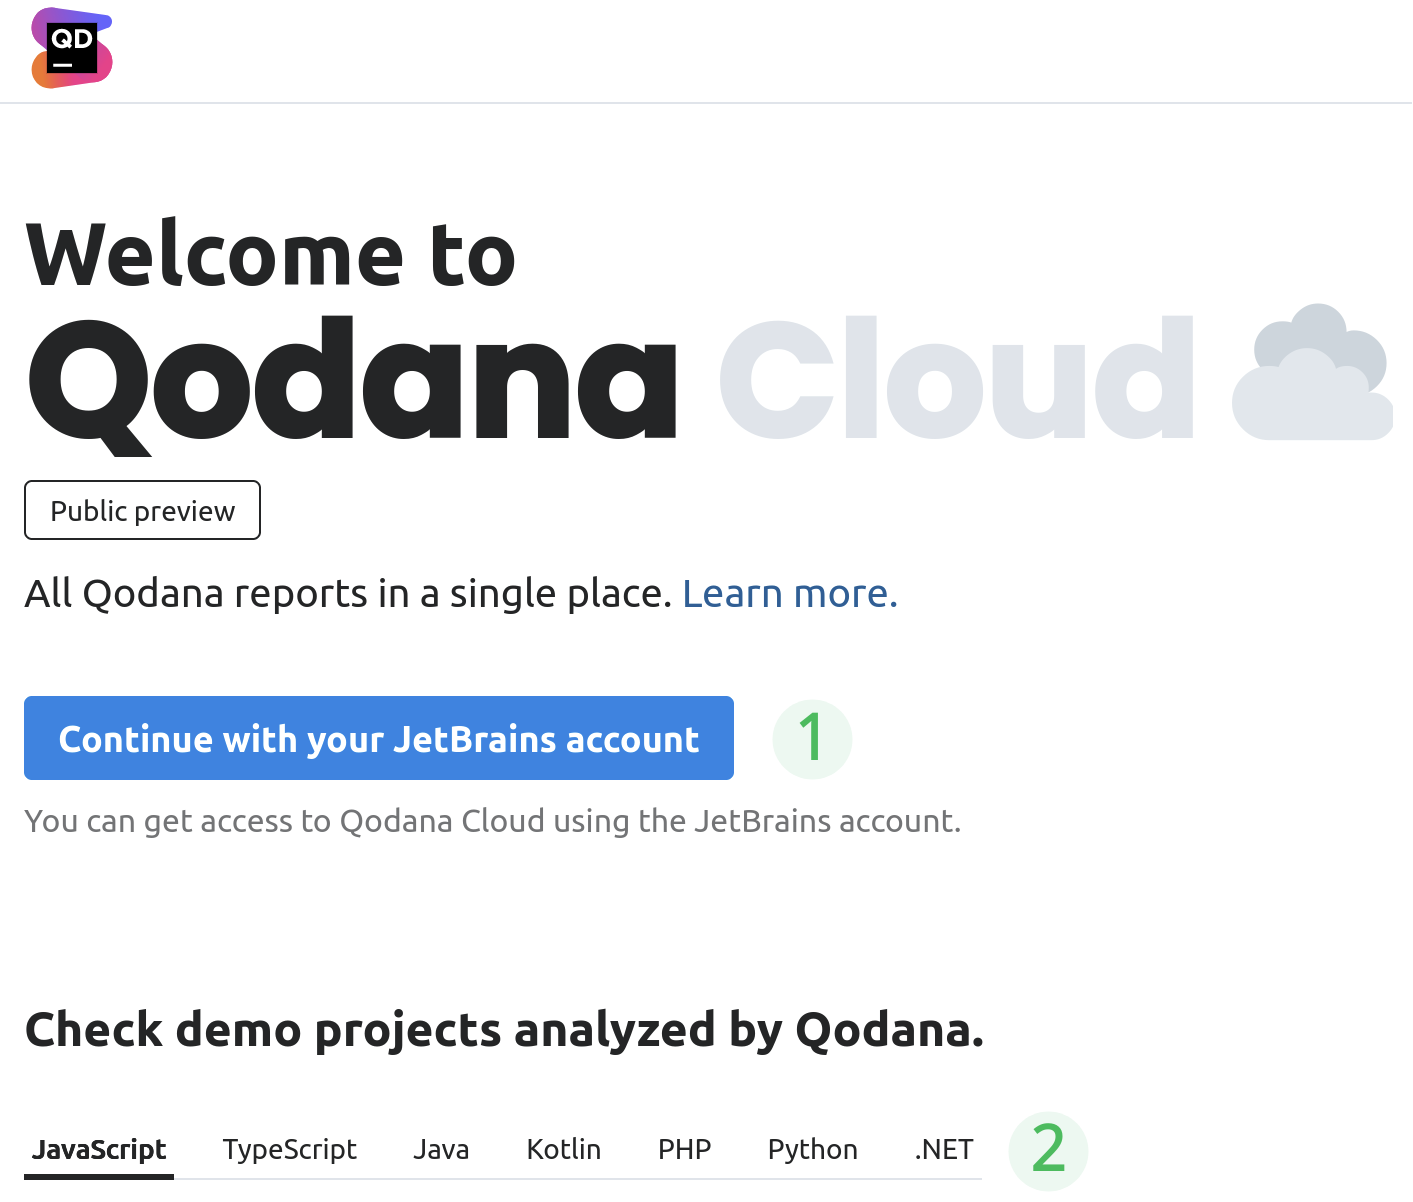 QD
Welcome to
Qodana Cloud
Public preview
All Qodana reports in a single place. Learn more.
Continue with your JetBrains account 1
You can get access to Qodana Cloud using the JetBrains account.
Check demo projects analyzed by Qodana.
JavaScript TypeScript Java Kotlin PHP Python .NET 2